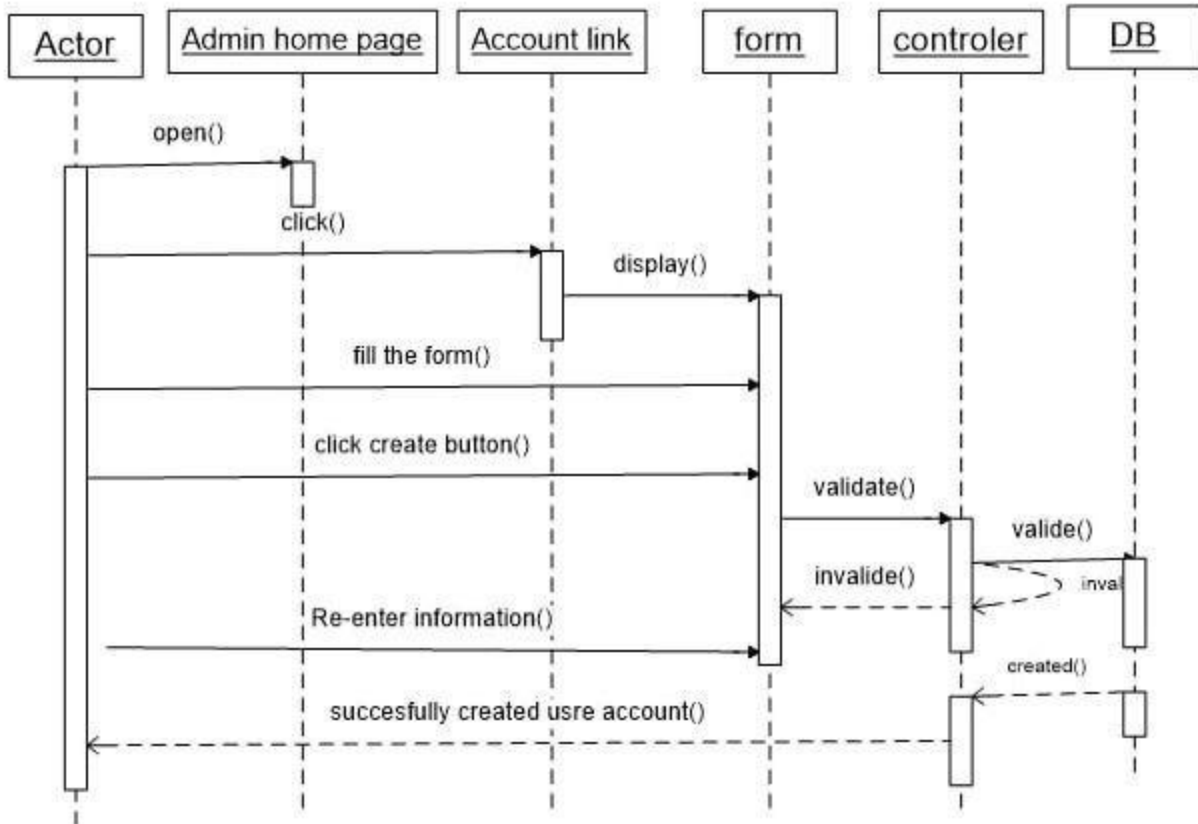 Actor
Admin home page
Account link
form
controler
DB
open()
click()
display()
fill the form()
click create button()
validate()
valide()
invalide()
inval
Re-enter information()
created()
succesfully created usre account()